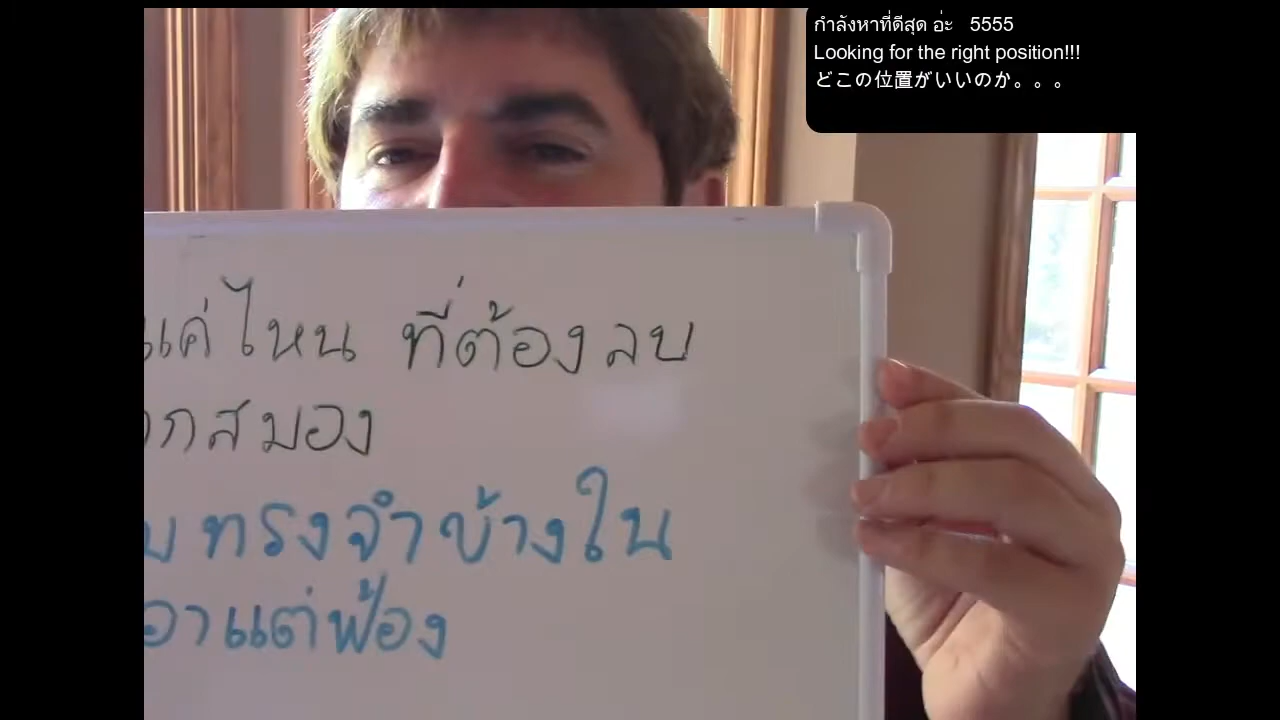 กำลังหาที่ดีสุด อ่ะ 5555
Looking for the right position!!!
どこの位置がいいのか。。。
แค่ไหน ที่ต้องลบ
กสมอง
ทรงจำข้างใน
อาแต่ฟ้อง